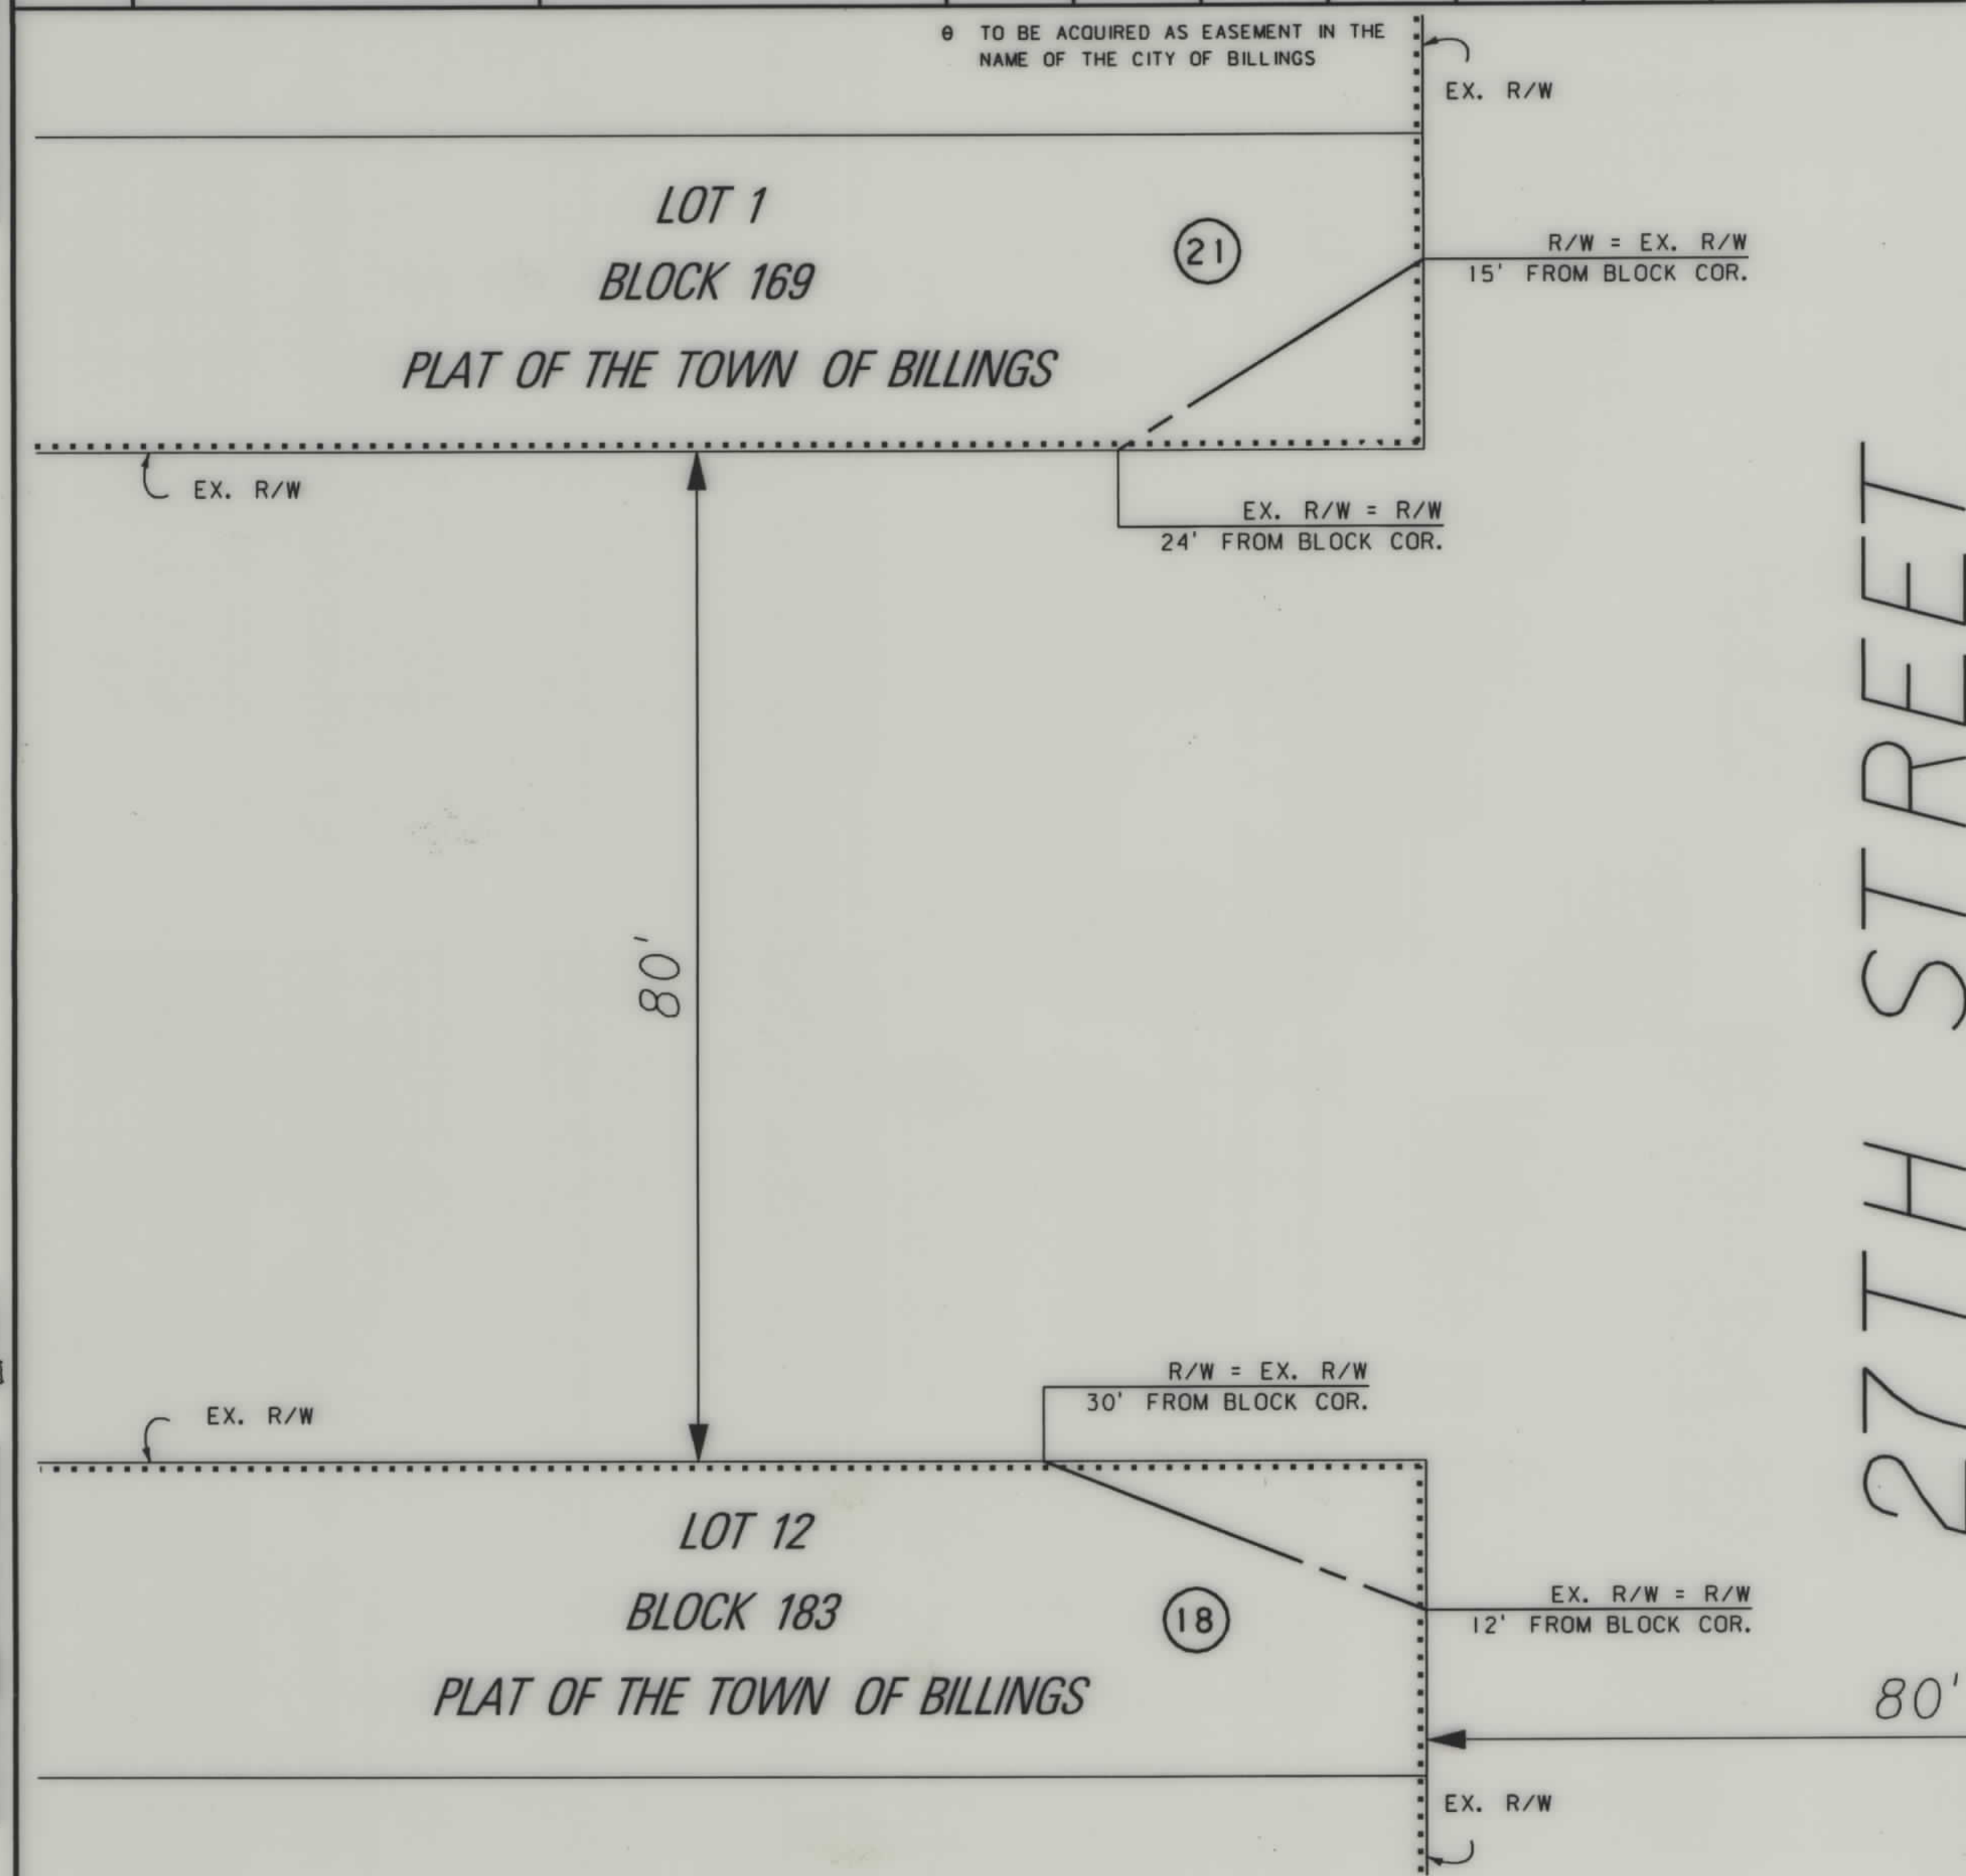 θ TO BE ACQUIRED AS EASEMENT IN THE
NAME OF THE CITY OF BILLINGS
EX. R/W
LOT 1
BLOCK 169
PLAT OF THE TOWN OF BILLINGS
21
R/W = EX. R/W
15' FROM BLOCK COR.
EX. R/W
EX. R/W = R/W
24' FROM BLOCK COR.
80'
27TH STREET
R/W = EX. R/W
30' FROM BLOCK COR.
EX. R/W
LOT 12
BLOCK 183
PLAT OF THE TOWN OF BILLINGS
18
EX. R/W = R/W
12' FROM BLOCK COR.
80'
EX. R/W